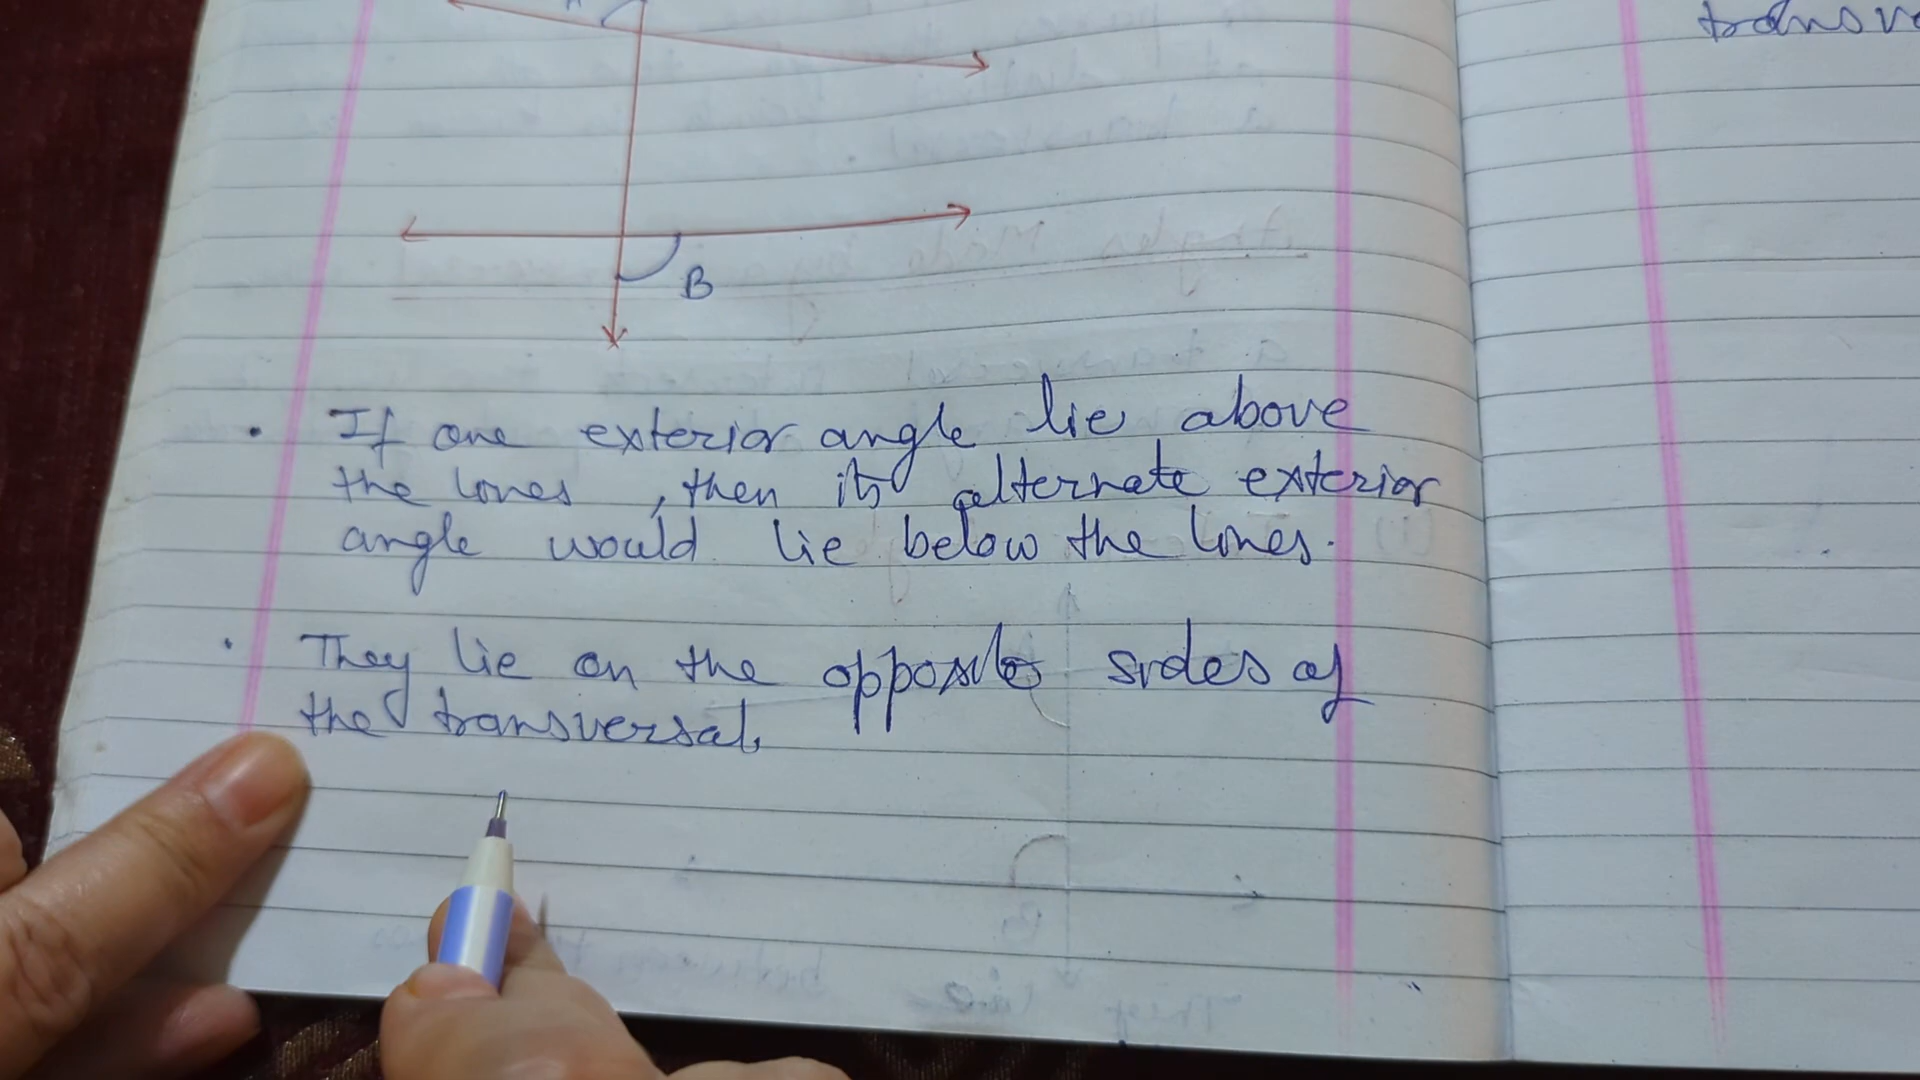 transv
B
• If one exterior angle lie above
the lines, then its alternate exterior
angle would lie below the lines.
• They lie on the opposite sides of
the transversal.